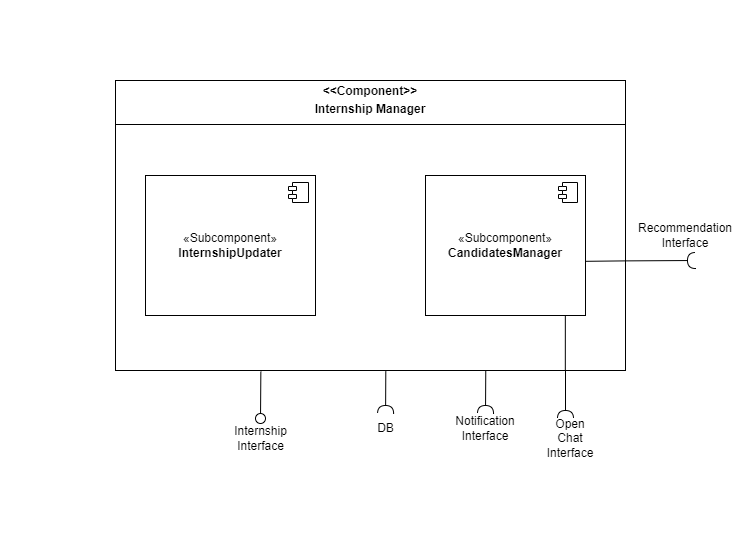 <<Component>>
Internship Manager
«Subcomponent»
InternshipUpdater
«Subcomponent»
CandidatesManager
Recommendation
Interface
Internship
Interface
DB
Notification
Interface
Open
Chat
Interface